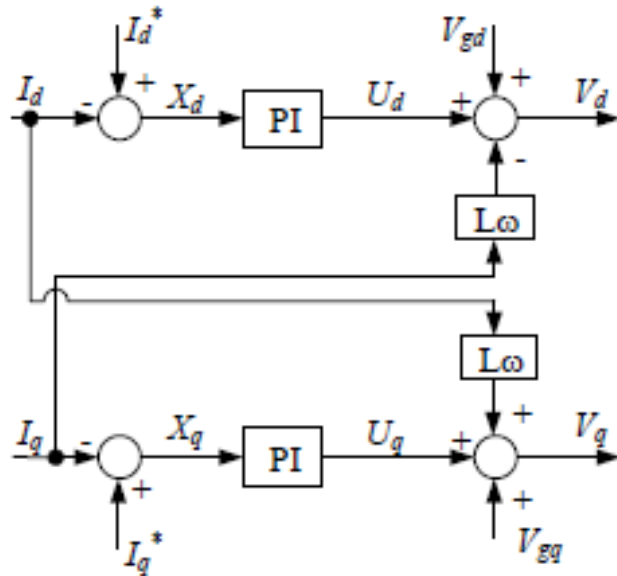 I_d^* V_gd
I_d - + X_d PI U_d + + V_d
-
Lω
Lω
I_q - X_q PI U_q + + V_q
+ +
I_q^* V_gq